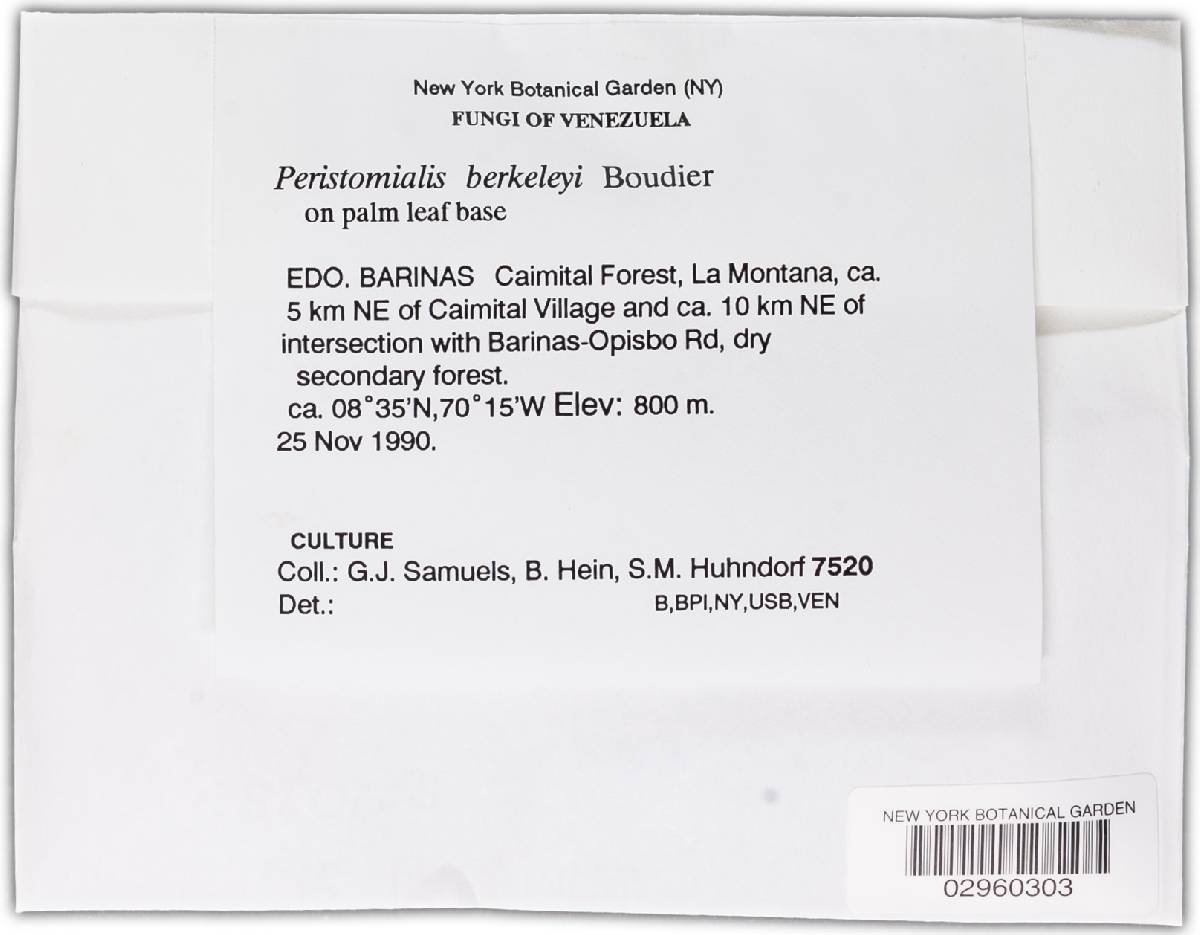 New York Botanical Garden (NY)
FUNGI OF VENEZUELA
Peristomialis berkeleyi Boudier
on palm leaf base
EDO. BARINAS Caimital Forest, La Montana, ca.
5 km NE of Caimital Village and ca. 10 km NE of
intersection with Barinas-Opisbo Rd, dry
secondary forest.
ca. 08°35'N,70°15'W Elev: 800 m.
25 Nov 1990.
CULTURE
Coll.: G.J. Samuels, B. Hein, S.M. Huhndorf 7520
Det.: B,BPI,NY,USB,VEN
NEW YORK BOTANICAL GARDEN
02960303